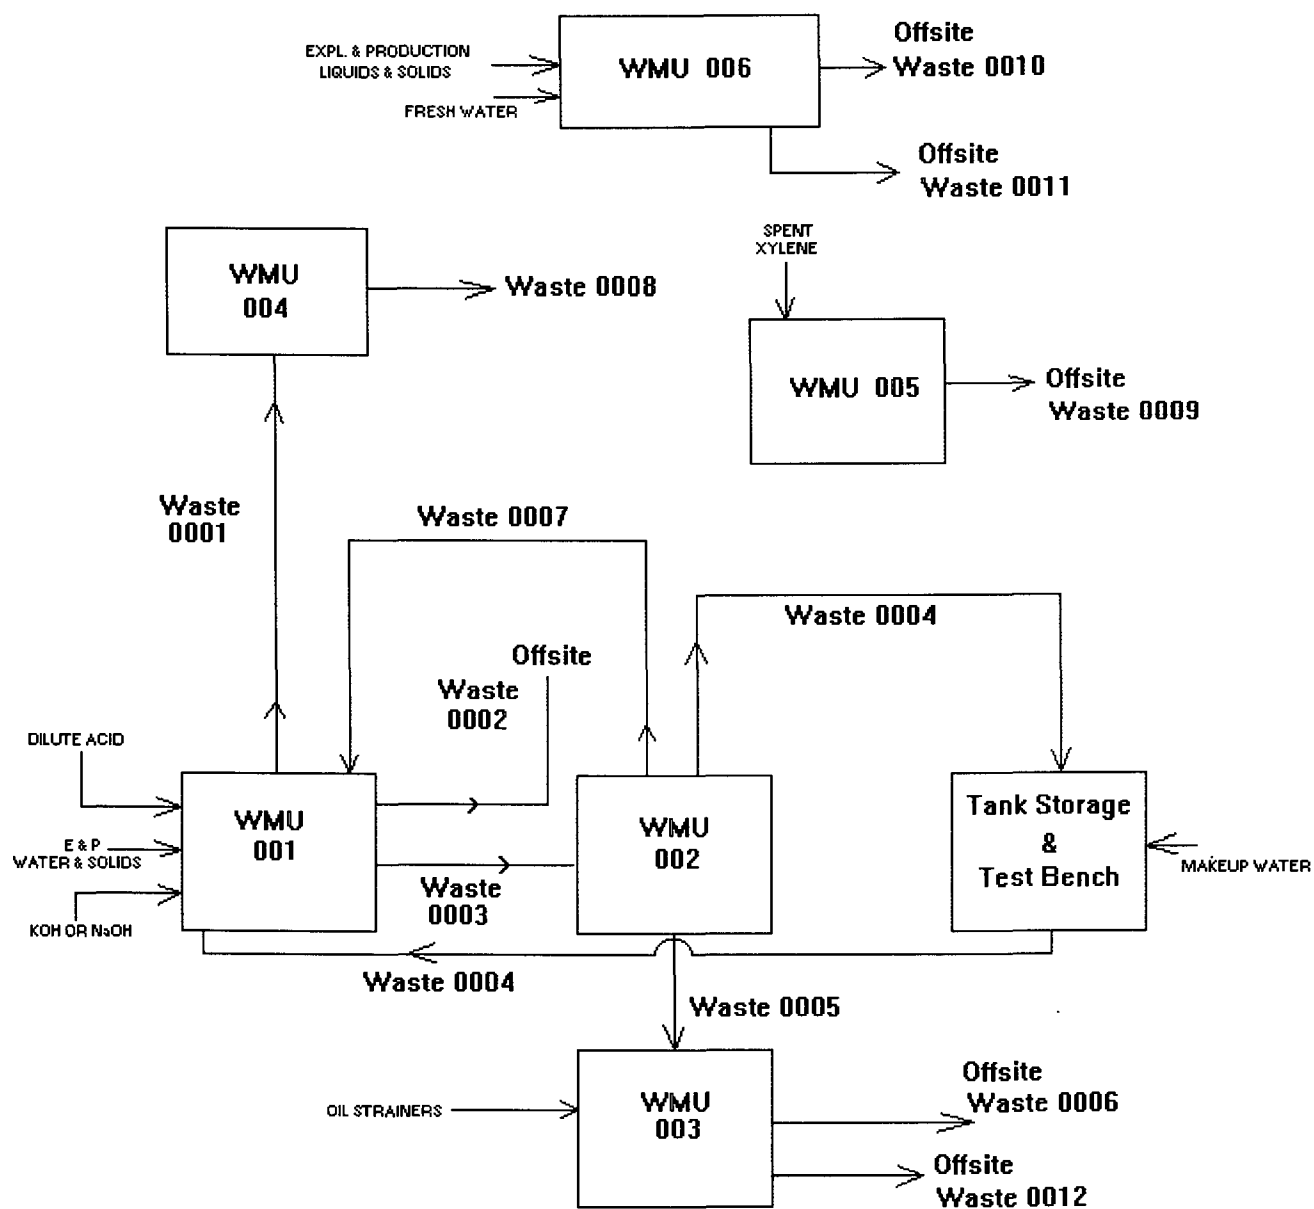 EXPL. & PRODUCTION
LIQUIDS & SOLIDS
FRESH WATER
WMU 006
Offsite
Waste 0010
Offsite
Waste 0011
WMU
004
Waste 0008
SPENT
XYLENE
WMU 005
Offsite
Waste 0009
Waste
0001
Waste 0007
Waste 0004
Offsite
Waste
0002
DILUTE ACID
E & P
WATER & SOLIDS
KOH OR NaOH
WMU
001
Waste
0003
WMU
002
Tank Storage
&
Test Bench
MAKEUP WATER
Waste 0004
Waste 0005
OIL STRAINERS
WMU
003
Offsite
Waste 0006
Offsite
Waste 0012